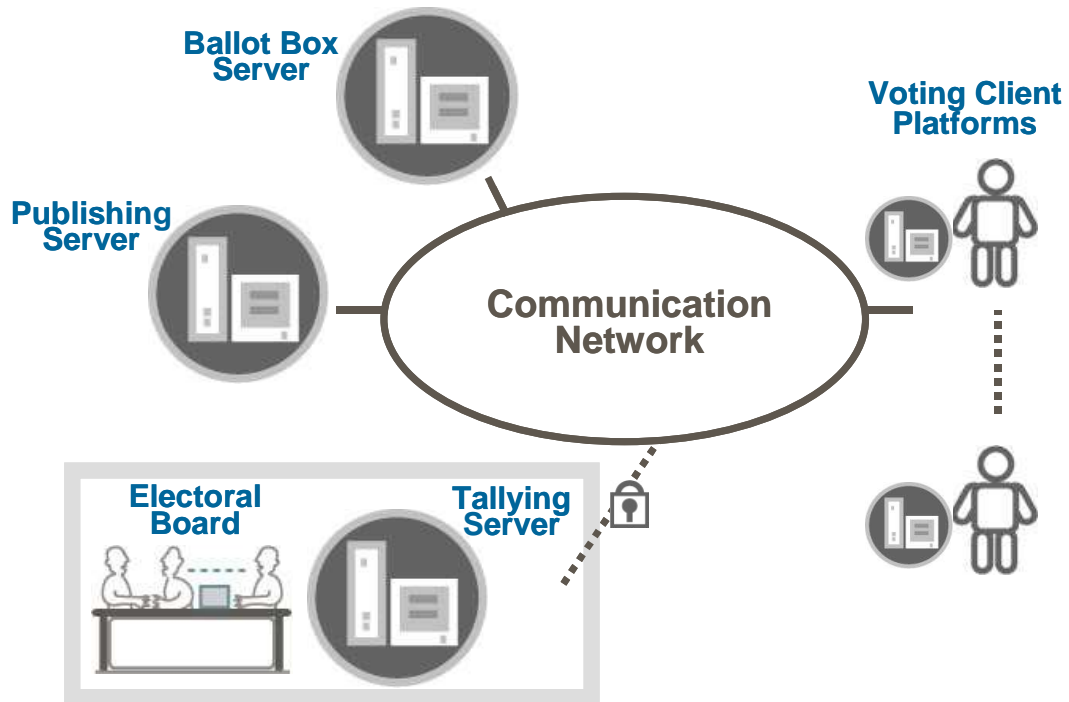 Ballot Box
Server
Voting Client
Platforms
Publishing
Server
Communication
Network
Electoral
Board
Tallying
Server